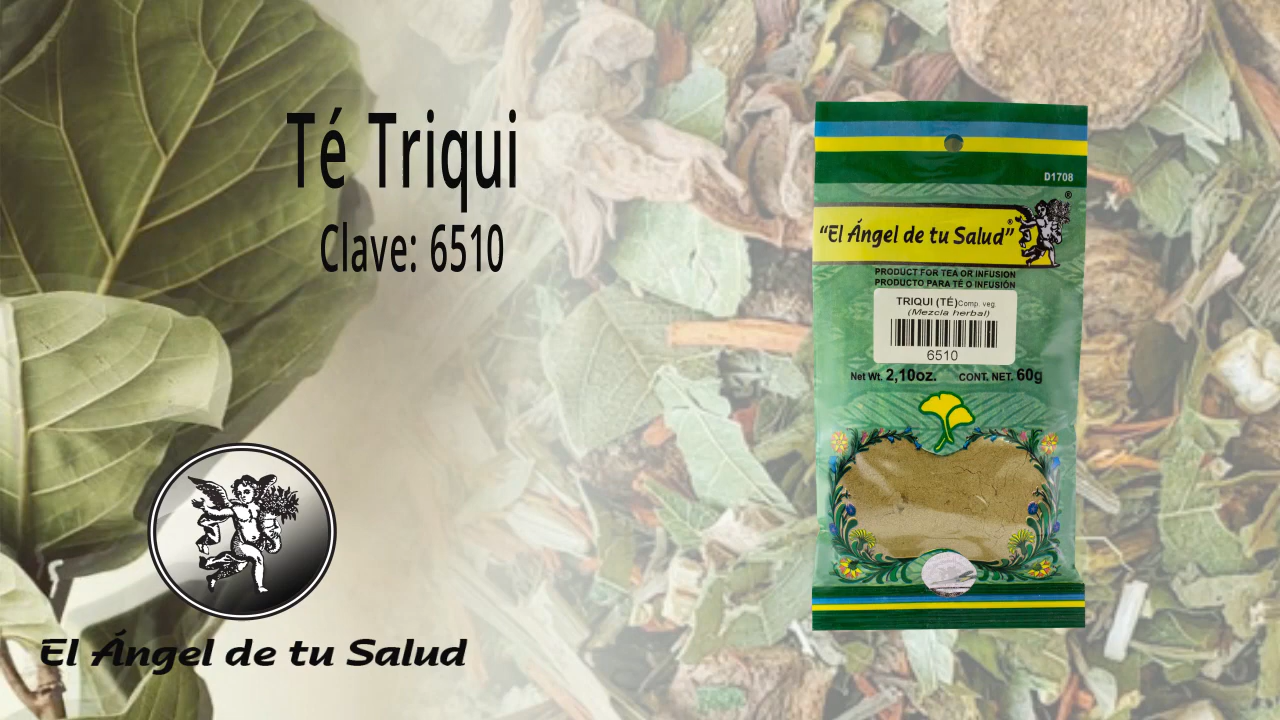 Té Triqui
Clave: 6510
El Ángel de tu Salud
D1708
®
“El Ángel de tu Salud”®
PRODUCT FOR TEA OR INFUSION
PRODUCTO PARA TÉ O INFUSIÓN
TRIQUI (TÉ)Comp. veg.
(Mezcla herbal)
6510
Net Wt. 2,10oz. CONT. NET. 60g